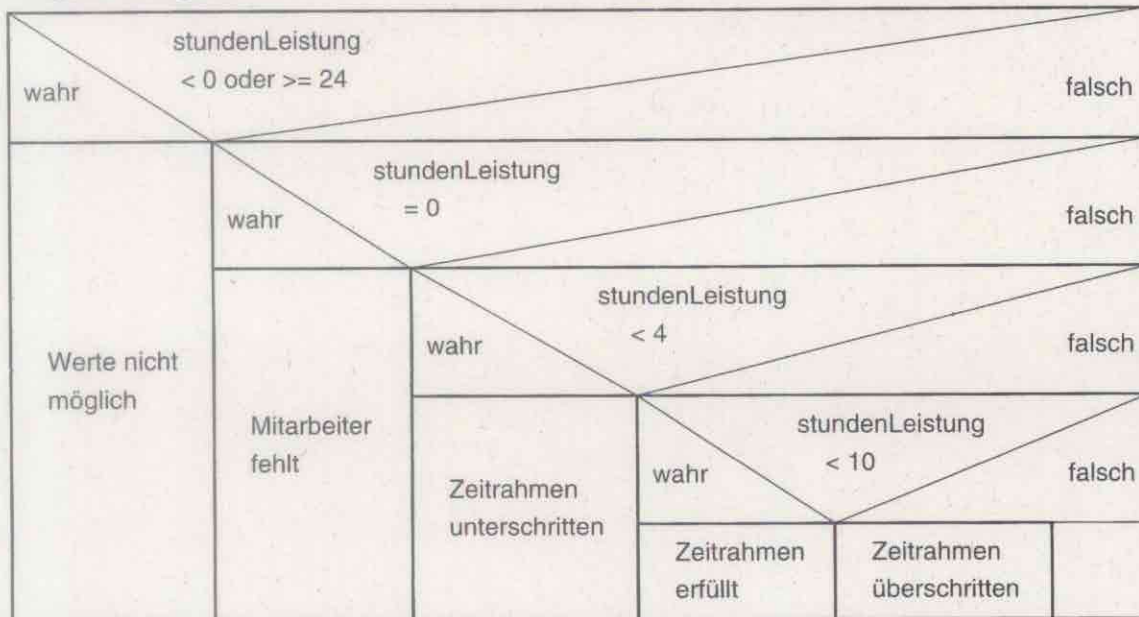 stundenLeistung
< 0 oder >= 24
wahr
falsch
stundenLeistung
= 0
wahr
falsch
stundenLeistung
< 4
wahr
falsch
Werte nicht
möglich
Mitarbeiter
fehlt
stundenLeistung
< 10
wahr
falsch
Zeitrahmen
unterschritten
Zeitrahmen
erfüllt
Zeitrahmen
überschritten